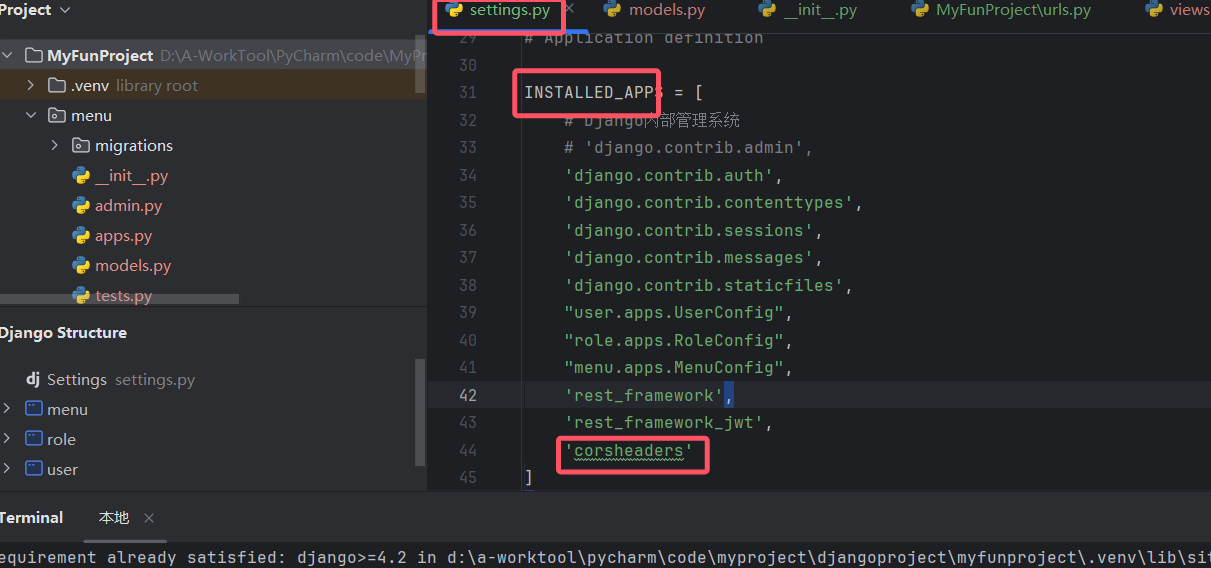 Project
settings.py
models.py
__init__.py
MyFunProject\urls.py
views
MyFunProject D:\A-WorkTool\PyCharm\code\MyPr
.venv library root
menu
migrations
__init__.py
admin.py
apps.py
models.py
tests.py
Django Structure
dj Settings settings.py
menu
role
user
29 # Application definition
30
31 INSTALLED_APPS = [
32 # Django内部管理系统
33 # 'django.contrib.admin',
34 'django.contrib.auth',
35 'django.contrib.contenttypes',
36 'django.contrib.sessions',
37 'django.contrib.messages',
38 'django.contrib.staticfiles',
39 "user.apps.UserConfig",
40 "role.apps.RoleConfig",
41 "menu.apps.MenuConfig",
42 'rest_framework',
43 'rest_framework_jwt',
44 'corsheaders'
45 ]
Terminal 本地
equirement already satisfied: django>=4.2 in d:\a-worktool\pycharm\code\myproject\djangoproject\myfunproject\.venv\lib\sit